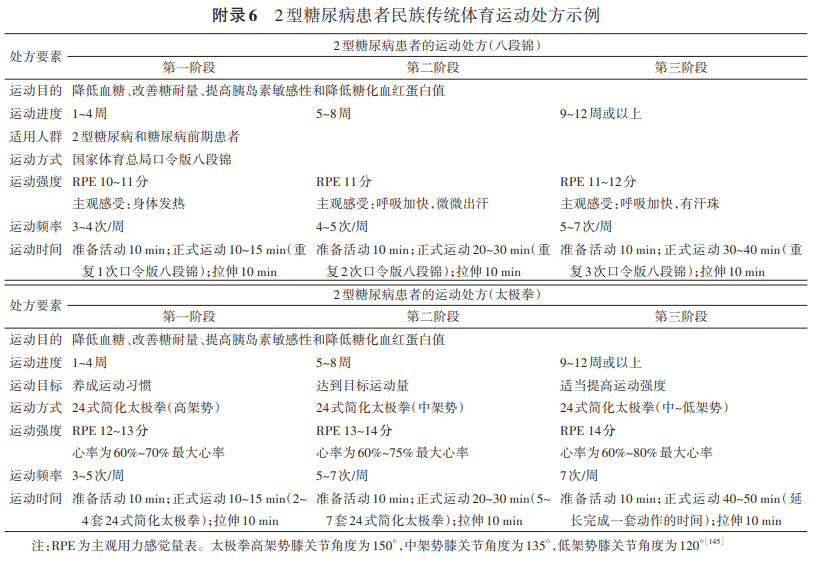 附录6 2型糖尿病患者民族传统体育运动处方示例
处方要素 2型糖尿病患者的运动处方(八段锦)
第一阶段 第二阶段 第三阶段
运动目的 降低血糖、改善糖耐量、提高胰岛素敏感性和降低糖化血红蛋白值
运动进度 1~4周 5~8周 9~12周或以上
适用人群 2型糖尿病和糖尿病前期患者
运动方式 国家体育总局口令版八段锦
运动强度 RPE 10~11分 RPE 11分 RPE 11~12分
主观感受:身体发热 主观感受:呼吸加快,微微出汗 主观感受:呼吸加快,有汗珠
运动频率 3~4次/周 4~5次/周 5~7次/周
运动时间 准备活动10 min;正式运动10~15 min(重 准备活动10 min;正式运动20~30 min(重 准备活动10 min;正式运动30~40 min(重
复1次口令版八段锦);拉伸10 min 复2次口令版八段锦);拉伸10 min 复3次口令版八段锦);拉伸10 min
处方要素 2型糖尿病患者的运动处方(太极拳)
第一阶段 第二阶段 第三阶段
运动目的 降低血糖、改善糖耐量、提高胰岛素敏感性和降低糖化血红蛋白值
运动进度 1~4周 5~8周 9~12周或以上
运动目标 养成运动习惯 达到目标运动量 适当提高运动强度
运动方式 24式简化太极拳(高架势) 24式简化太极拳(中架势) 24式简化太极拳(中~低架势)
运动强度 RPE 12~13分 RPE 13~14分 RPE 14分
心率为60%~70%最大心率 心率为60%~75%最大心率 心率为60%~80%最大心率
运动频率 3~5次/周 5~7次/周 7次/周
运动时间 准备活动10 min;正式运动10~15 min(2~ 准备活动10 min;正式运动20~30 min(5~ 准备活动10 min;正式运动40~50 min(延
4套24式简化太极拳);拉伸10 min 7套24式简化太极拳);拉伸10 min 长完成一套动作的时间);拉伸10 min
注:RPE为主观用力感觉量表。太极拳高架势膝关节角度为150°,中架势膝关节角度为135°,低架势膝关节角度为120°[145]